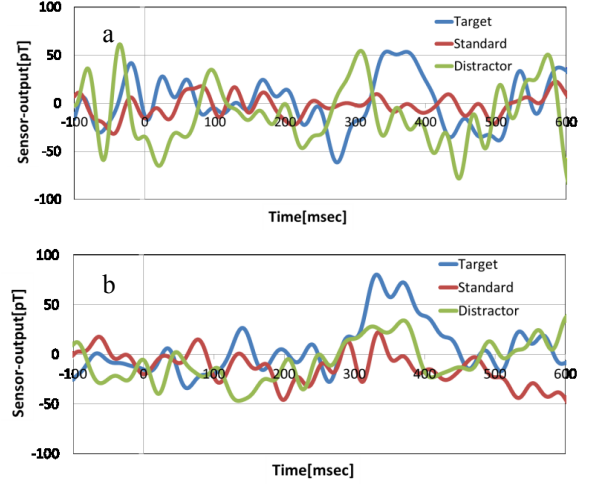 100
a
Target
Standard
Distractor
50
0
-50
-100
-100 0 100 200 300 400 500 600
Sensor-output[pT]
Time[msec]
100
b
Target
Standard
Distractor
50
0
-50
-100
-100 0 100 200 300 400 500 600
Sensor-output[pT]
Time[msec]